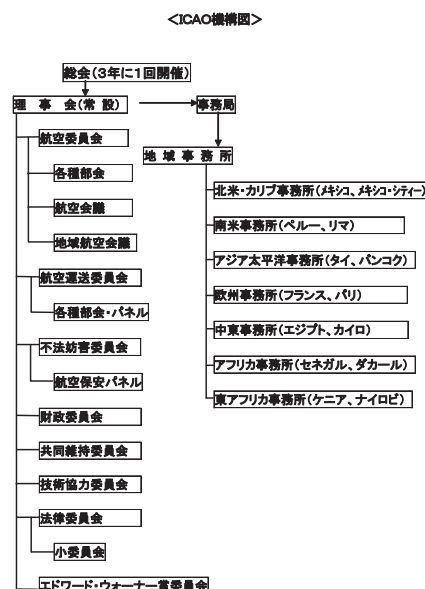 <ICAO機構図>
総会(3年に1回開催)
理 事 会(常 設)
事務局
航空委員会
地 域 事 務 所
各種部会
北米・カリブ事務所(メキシコ、メキシコ・シティー)
航空会議
南米事務所(ペルー、リマ)
地域航空会議
アジア太平洋事務所(タイ、バンコク)
航空運送委員会
欧州事務所(フランス、パリ)
各種部会・パネル
中東事務所(エジプト、カイロ)
不法妨害委員会
アフリカ事務所(セネガル、ダカール)
航空保安パネル
東アフリカ事務所(ケニア、ナイロビ)
財政委員会
共同維持委員会
技術協力委員会
法律委員会
小委員会
エドワード・ウォーナー賞委員会